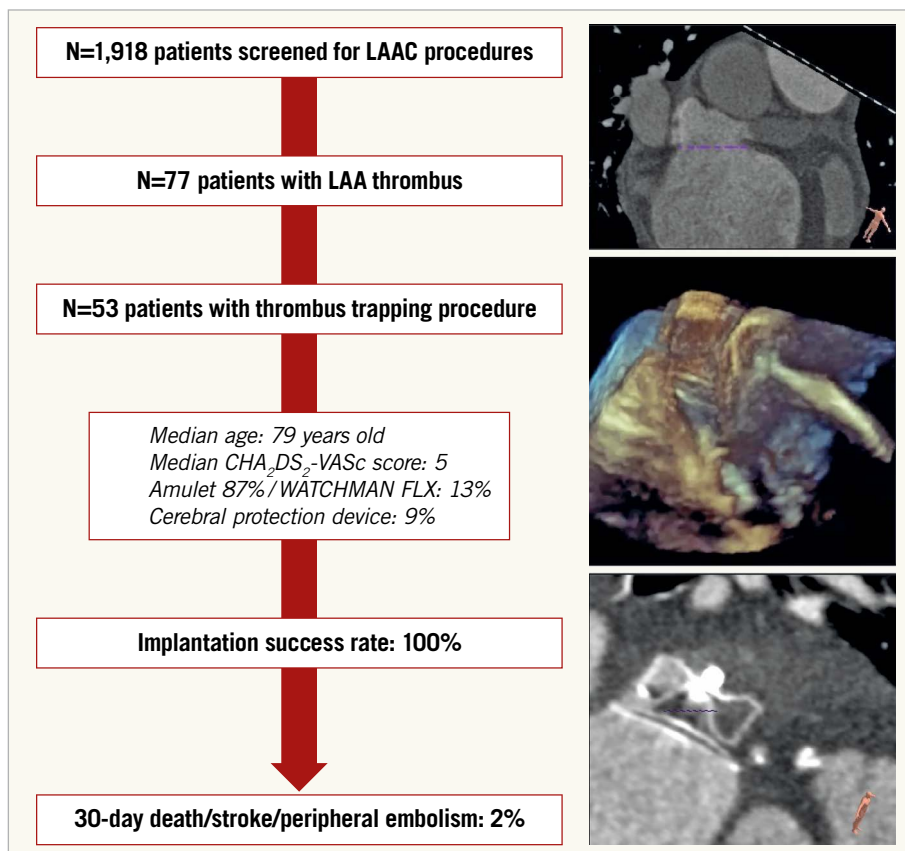 N=1,918 patients screened for LAAC procedures
N=77 patients with LAA thrombus
N=53 patients with thrombus trapping procedure
Median age: 79 years old
Median CHA₂DS₂-VASc score: 5
Amulet 87%/WATCHMAN FLX: 13%
Cerebral protection device: 9%
Implantation success rate: 100%
30-day death/stroke/peripheral embolism: 2%